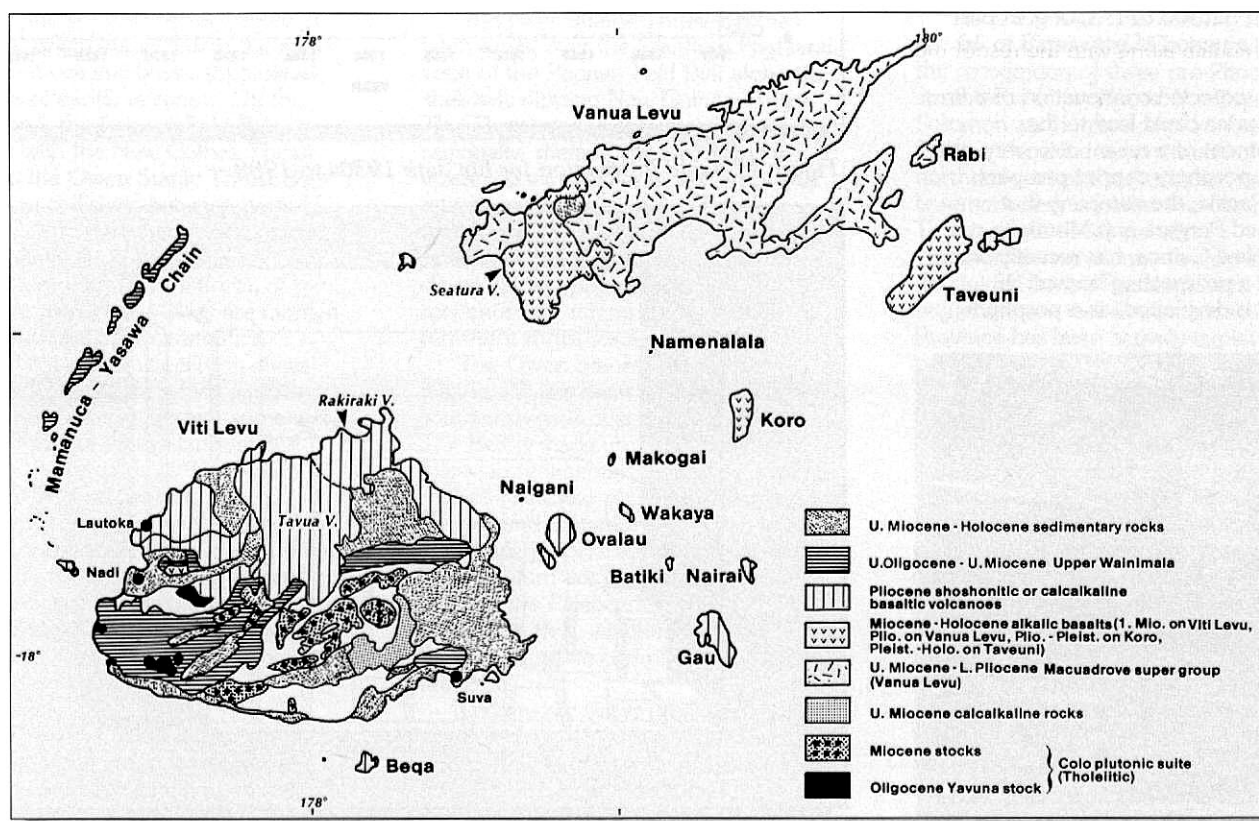 178°
180°
Vanua Levu
Rabi
Seatura V.
Taveuni
Mamanuca - Yasawa Chain
Namenalala
Rakiraki V.
Viti Levu
Koro
Makogai
Naigani
Lautoka
Tavua V.
Wakaya
Ovalau
Nadi
Batiki
Nairai
-18°
Gau
Suva
Beqa
178°
U. Miocene - Holocene sedimentary rocks
U.Oligocene - U. Miocene Upper Wainimala
Pliocene shoshonitic or calcalkaline
basaltic volcanoes
Miocene - Holocene alkalic basalts (1. Mio. on Viti Levu,
Plio. on Vanua Levu, Plio. - Pleist. on Koro,
Pleist. - Holo. on Taveuni)
U. Miocene - L. Pliocene Macuadrove super group
(Vanua Levu)
U. Miocene calcalkaline rocks
Miocene stocks
Oligocene Yavuna stock
Colo plutonic suite
(Tholeiitic)